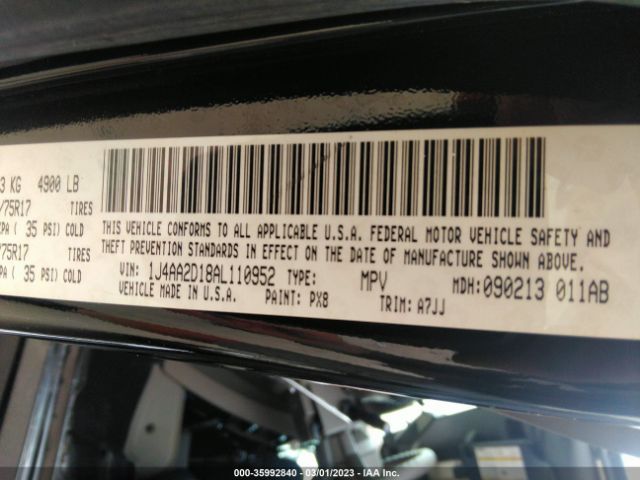 3 KG 4900 LB
/75R17 TIRES
PA ( 35 PSI) COLD
/75R17 TIRES
PA ( 35 PSI) COLD
THIS VEHICLE CONFORMS TO ALL APPLICABLE U.S.A. FEDERAL MOTOR VEHICLE SAFETY AND
THEFT PREVENTION STANDARDS IN EFFECT ON THE DATE OF MANUFACTURE SHOWN ABOVE.
VIN: 1J4AA2D18AL110952 TYPE: MPV MDH:090213 011AB
VEHICLE MADE IN U.S.A. PAINT: PX8 TRIM: A7JJ
000-35992840 - 03/01/2023 - IAA Inc.